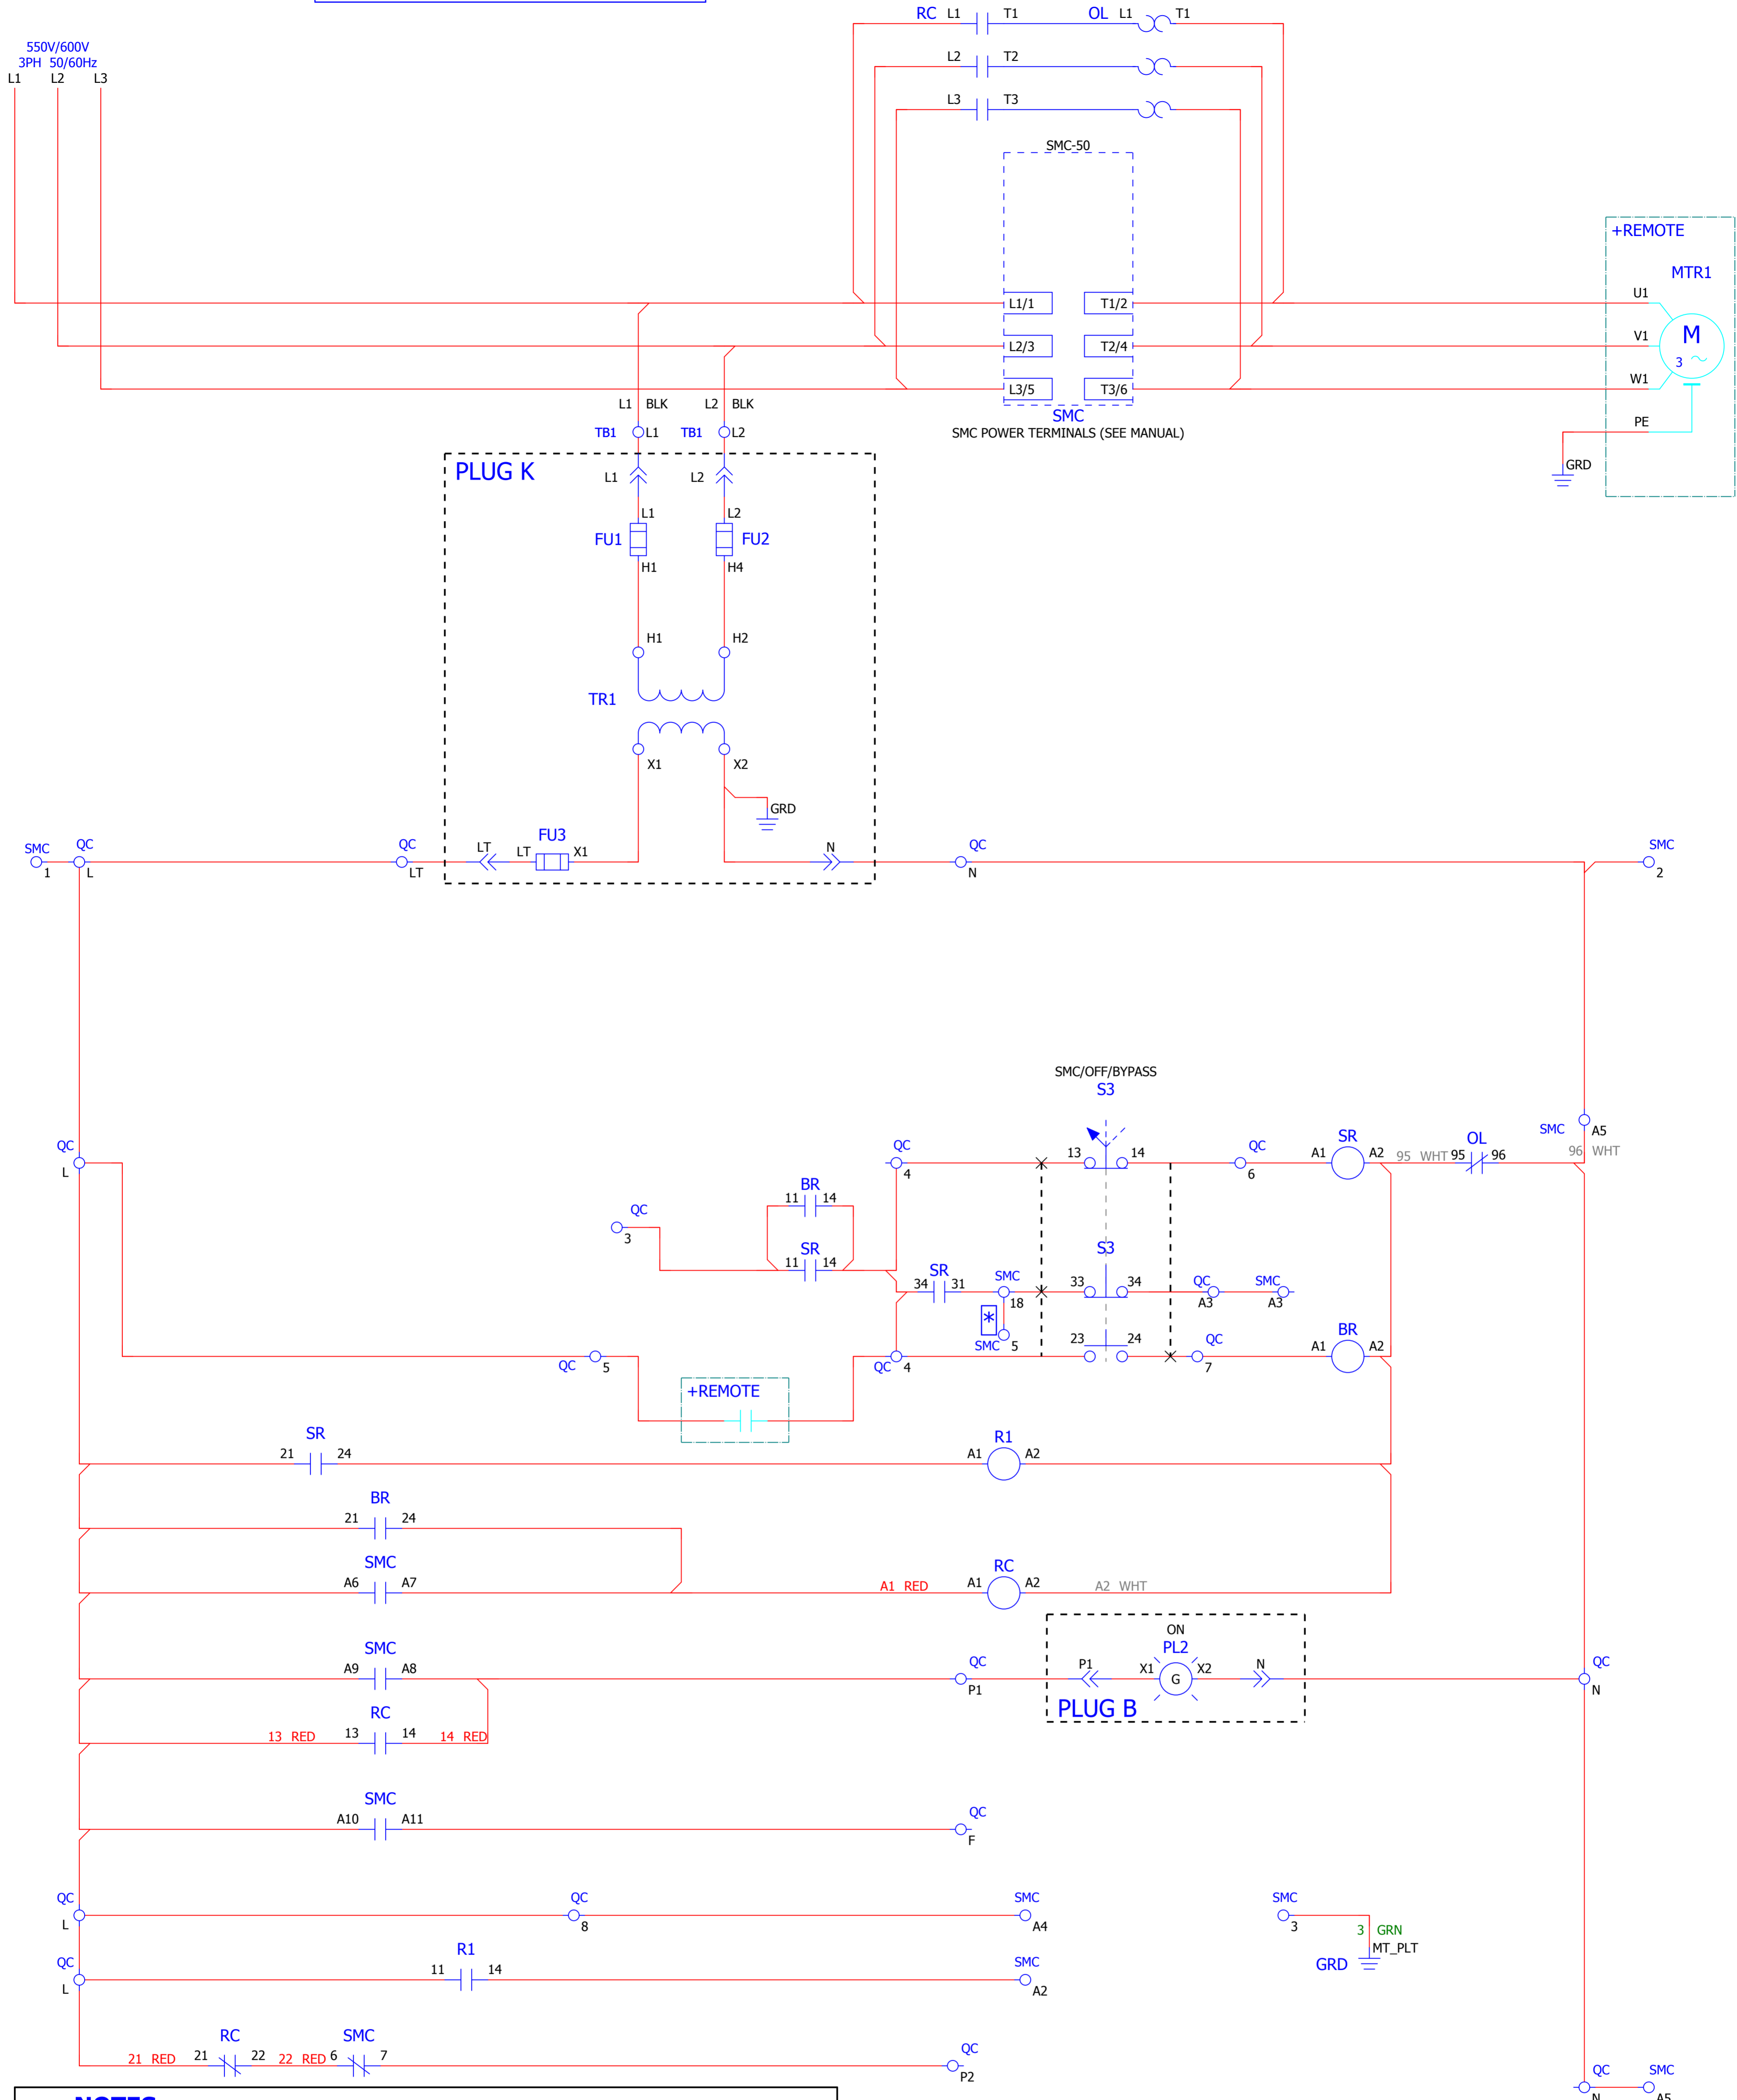 RC L1 T1 OL L1 T1
550V/600V
3PH 50/60Hz
L1 L2 L3
L2 T2
L3 T3
SMC-50
+REMOTE
MTR1
L1/1 T1/2 U1
L2/3 T2/4 V1 M
3
L3/5 T3/6 W1
L1 BLK L2 BLK
SMC
SMC POWER TERMINALS (SEE MANUAL)
PE
TB1 L1 TB1 L2
GRD
PLUG K
L1 L2
L1 L2
FU1 FU2
H1 H4
H1 H2
TR1
X1 X2
GRD
FU3
SMC QC QC LT LT X1 N QC SMC
1 L LT N 2
SMC/OFF/BYPASS
S3
SMC A5
QC 13 14 QC SR OL
L 4 6 A1 A2 95 WHT 95 96 96 WHT
BR
11 14
QC
3
SR S3
11 14
SR
34 31 SMC 33 34 QC SMC
18 A3 A3
*
SMC 5 23 24 QC BR
QC 5 QC 4 7 A1 A2
+REMOTE
SR R1
21 24 A1 A2
BR
21 24
SMC RC
A6 A7 A1 RED A1 A2 A2 WHT
ON
SMC PL2
A9 A8 QC P1 X1 G X2 N QC
P1 N
PLUG B
RC
13 RED 13 14 14 RED
SMC
A10 A11 QC
F
QC QC SMC SMC
L 8 A4 3
3 GRN
MT_PLT
GRD
R1
QC 11 14 SMC
L A2
RC SMC
21 RED 21 22 22 RED 6 7 QC
P2
QC SMC
N A5
NOTES